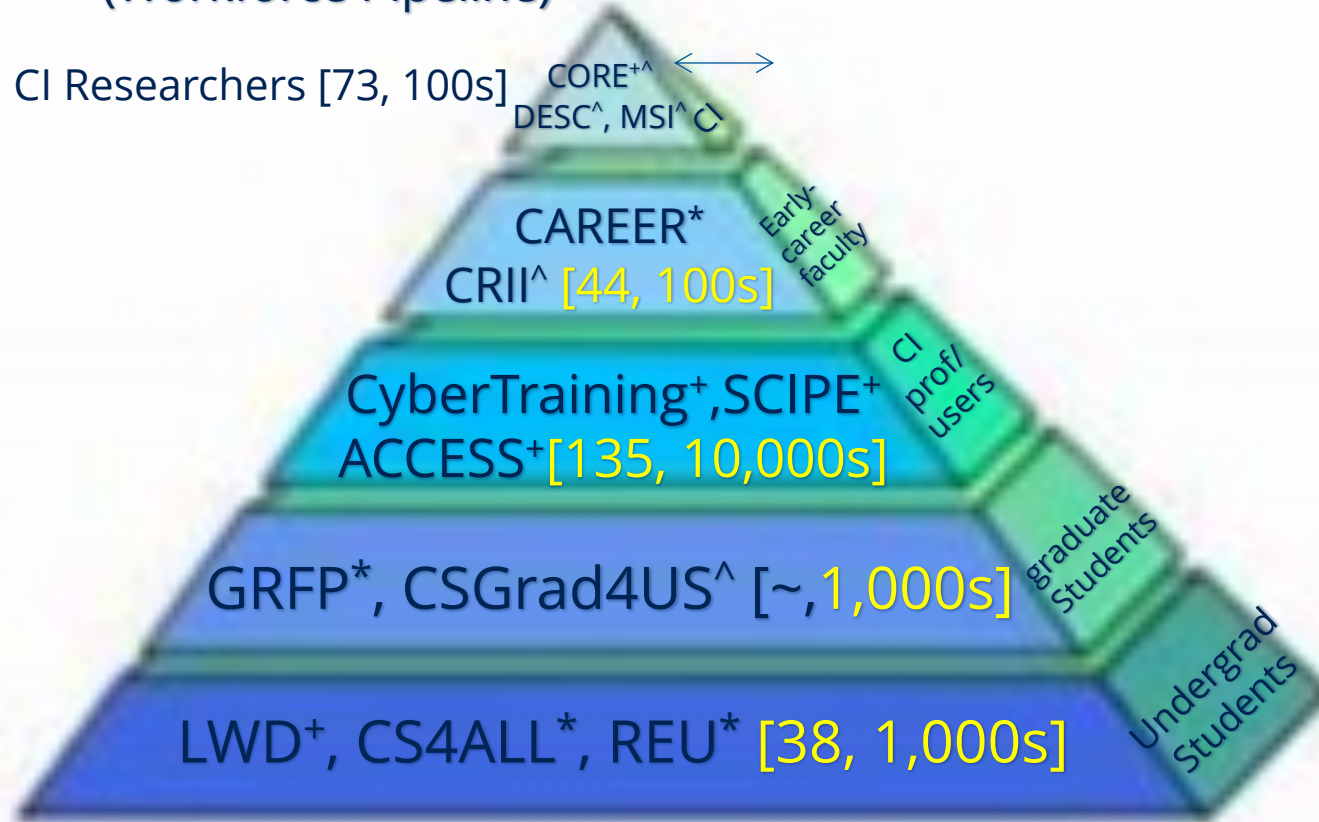 (Workforce Pipeline)
CI Researchers [73, 100s]
CORE+^
DESC^, MSI^ CI
CAREER*
CRII^ [44, 100s]
Early-
career
faculty
CyberTraining+,SCIPE+
ACCESS+[135, 10,000s]
CI
prof/
users
GRFP*, CSGrad4US^ [~,1,000s]
graduate
Students
LWD+, CS4ALL*, REU* [38, 1,000s]
Undergrad
Students